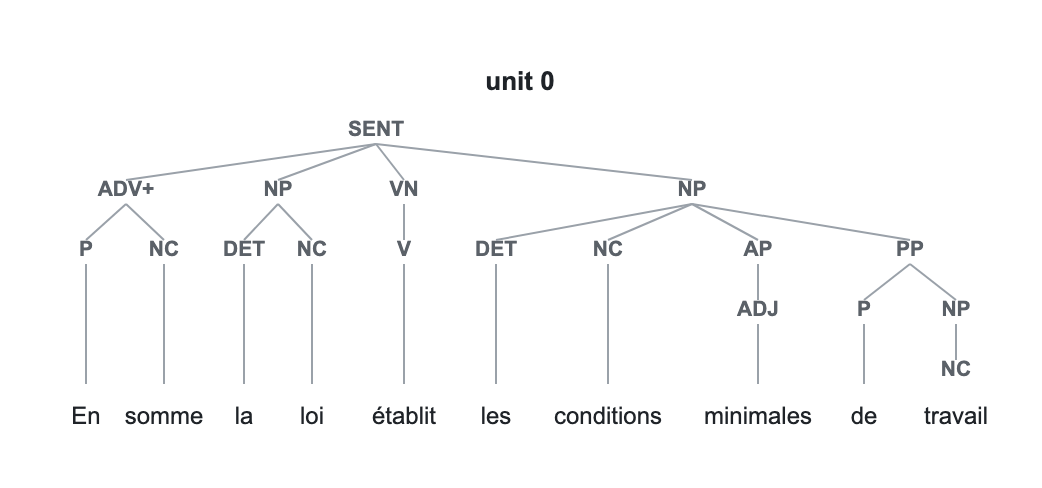 unit 0
SENT
ADV+ NP VN NP
P NC DET NC V DET NC AP PP
ADJ P NP
NC
En somme la loi établit les conditions minimales de travail